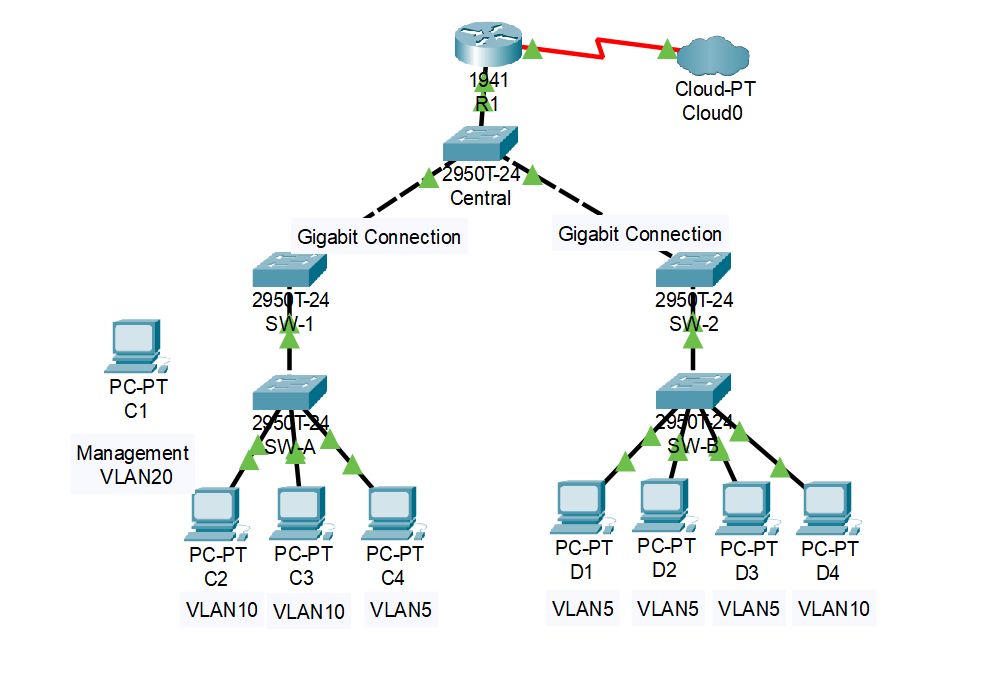 1941
R1
Cloud-PT
Cloud0
2950T-24
Central
Gigabit Connection
Gigabit Connection
2950T-24
SW-1
2950T-24
SW-2
PC-PT
C1
Management
VLAN20
2950T-24
SW-A
2950T-24
SW-B
PC-PT
C2
PC-PT
C3
PC-PT
C4
PC-PT
D1
PC-PT
D2
PC-PT
D3
PC-PT
D4
VLAN10
VLAN10
VLAN5
VLAN5
VLAN5
VLAN5
VLAN10